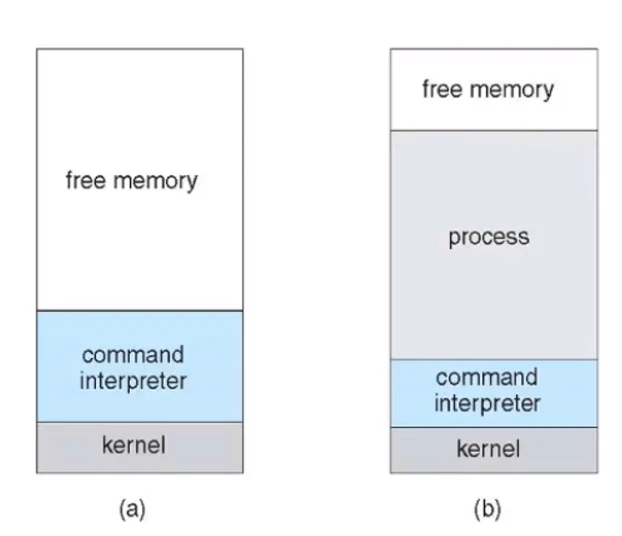 free memory
command
interpreter
kernel
(a)
free memory
process
command
interpreter
kernel
(b)